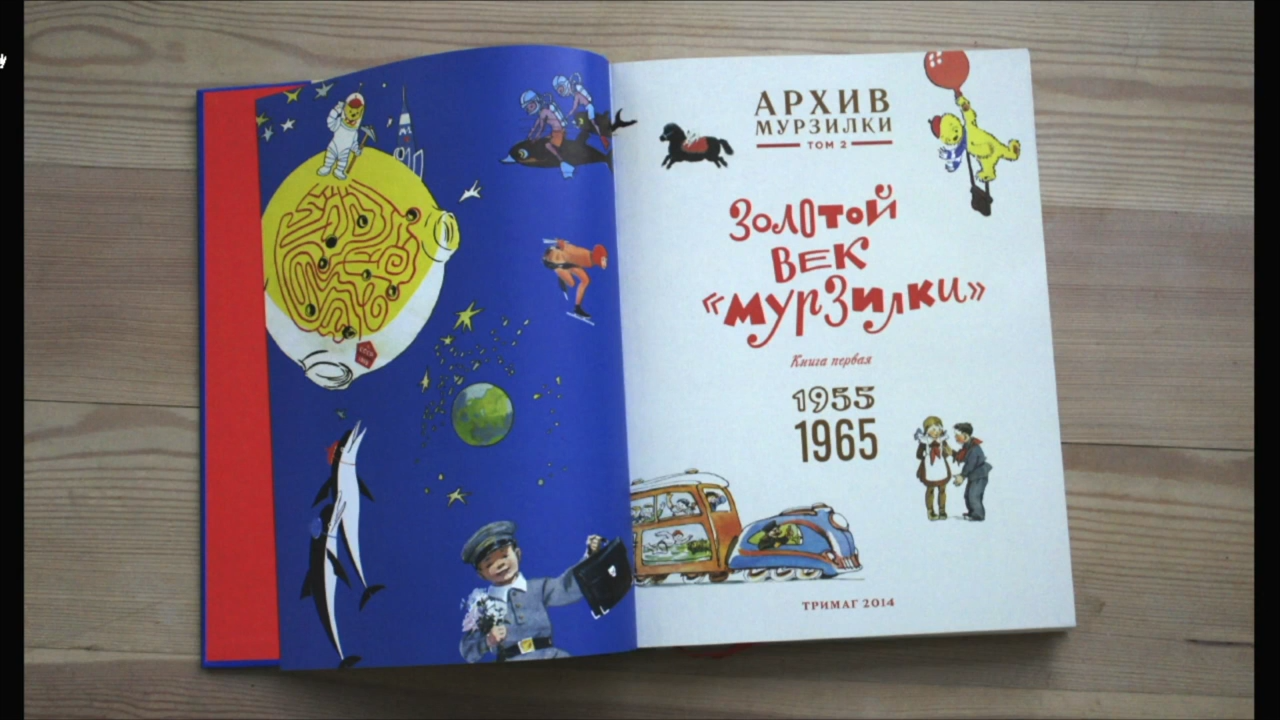 АРХИВ
МУРЗИЛКИ
ТОМ 2
ЗОЛОТОЙ
ВЕК
«МУРЗИЛКИ»
Книга первая
1955
1965
ТРИМАГ 2014